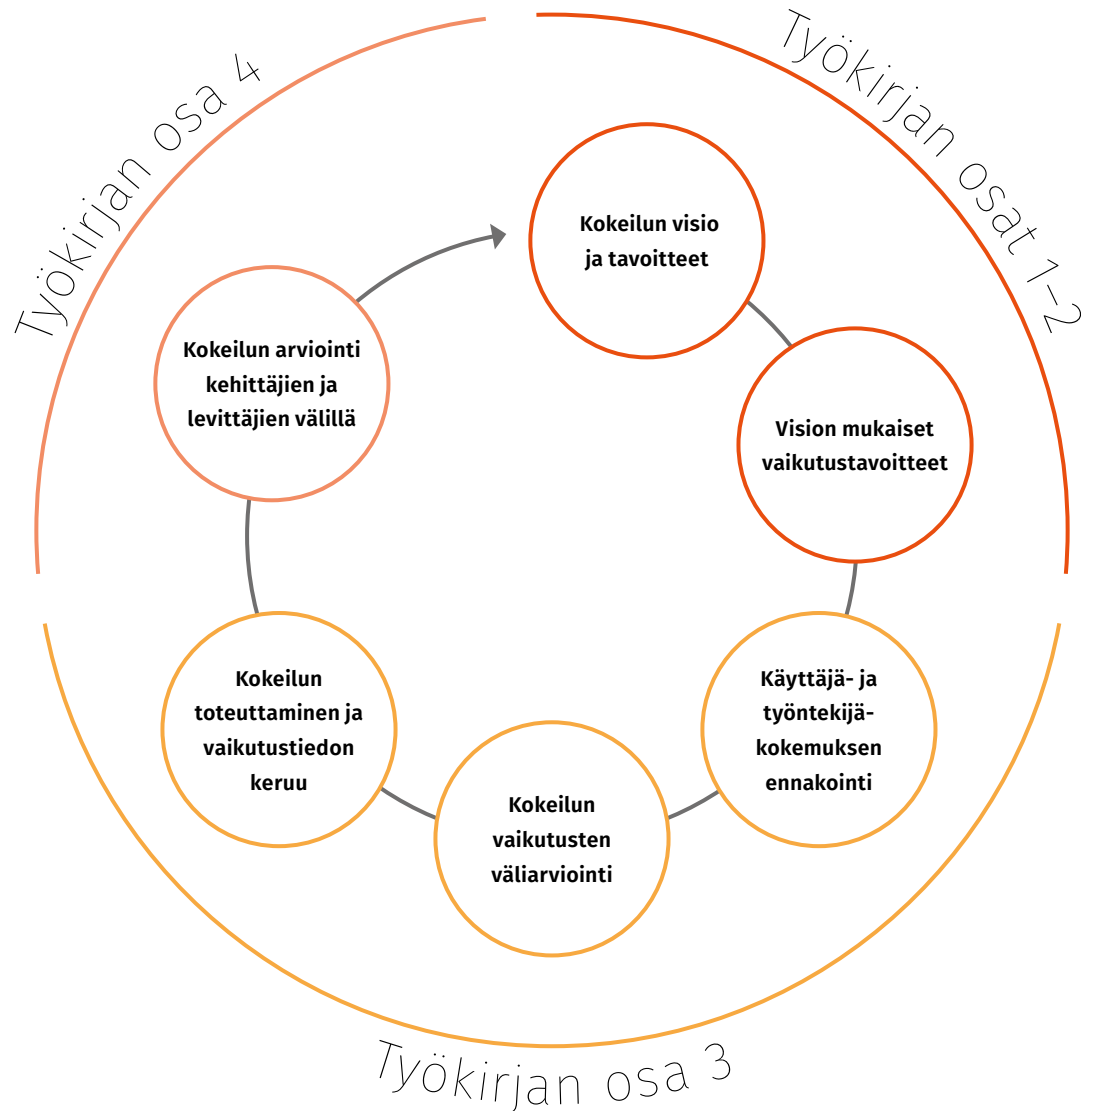 Työkirjan osat 1–2
Kokeilun visio
ja tavoitteet
Vision mukaiset
vaikutustavoitteet
Työkirjan osa 3
Käyttäjä- ja
työntekijä-
kokemuksen
ennakointi
Kokeilun
vaikutusten
väliarviointi
Kokeilun
toteuttaminen ja
vaikutustiedon
keruu
Työkirjan osa 4
Kokeilun arviointi
kehittäjien ja
levittäjien välillä